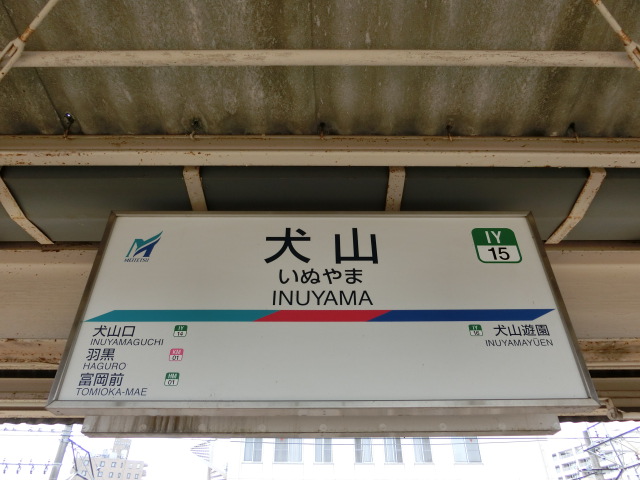 MEITETSU
犬山
いぬやま
INUYAMA
IY
15
犬山口
INUYAMAGUCHI
IY
14
羽黒
HAGURO
KM
01
富岡前
TOMIOKA-MAE
HM
01
IY
16
犬山遊園
INUYAMAYŪEN